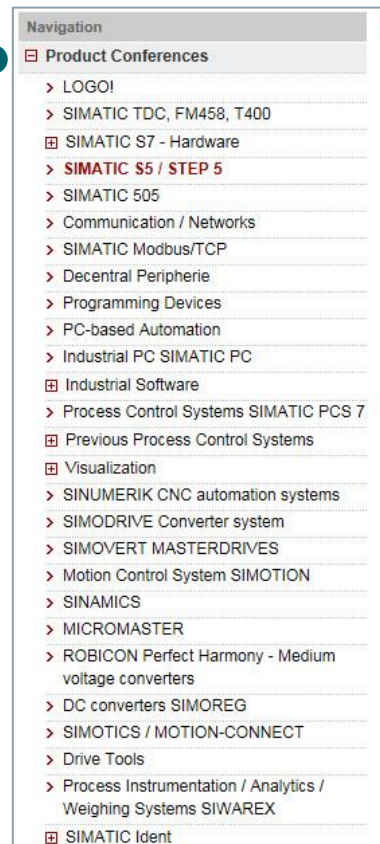 Navigation
Product Conferences
LOGO!
SIMATIC TDC, FM458, T400
SIMATIC S7 - Hardware
SIMATIC S5 / STEP 5
SIMATIC 505
Communication / Networks
SIMATIC Modbus/TCP
Decentral Peripherie
Programming Devices
PC-based Automation
Industrial PC SIMATIC PC
Industrial Software
Process Control Systems SIMATIC PCS 7
Previous Process Control Systems
Visualization
SINUMERIK CNC automation systems
SIMODRIVE Converter system
SIMOVERT MASTERDRIVES
Motion Control System SIMOTION
SINAMICS
MICROMASTER
ROBICON Perfect Harmony - Medium
voltage converters
DC converters SIMOREG
SIMOTICS / MOTION-CONNECT
Drive Tools
Process Instrumentation / Analytics /
Weighing Systems SIWAREX
SIMATIC Ident